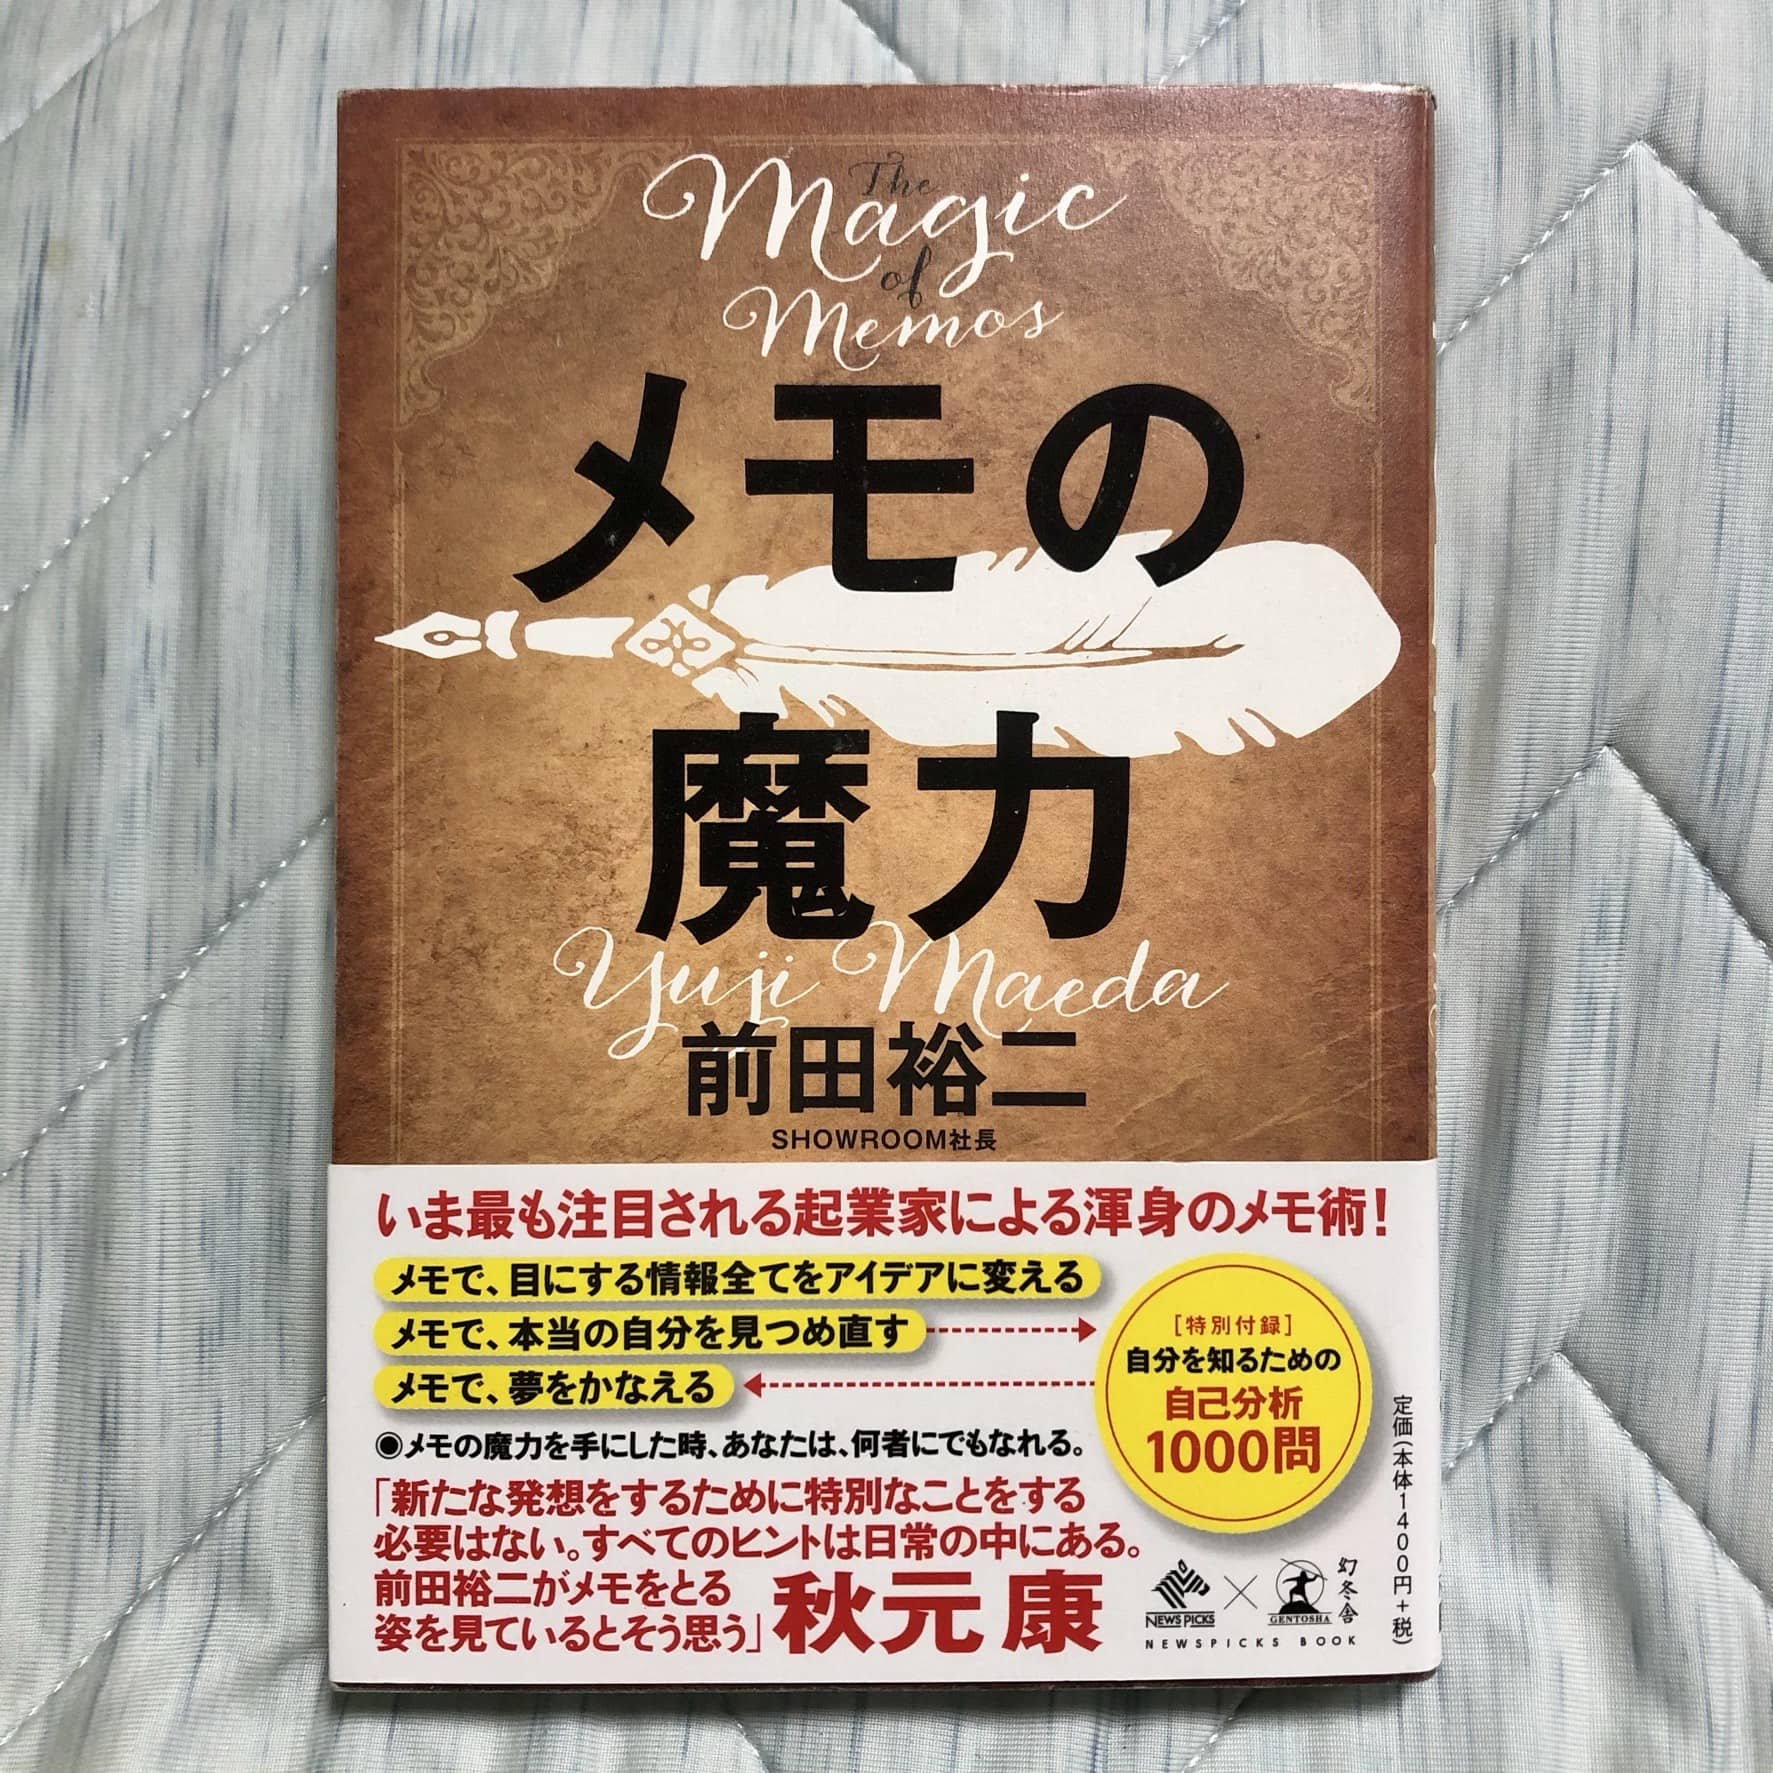 The
Magic
of
Memos
メモの
魔力
Yuji Maeda
前田裕二
SHOWROOM社長
いま最も注目される起業家による渾身のメモ術！
メモで、目にする情報全てをアイデアに変える
メモで、本当の自分を見つめ直す
メモで、夢をかなえる
［特別付録］
自分を知るための
自己分析
1000問
◉メモの魔力を手にした時、あなたは、何者にでもなれる。
「新たな発想をするために特別なことをする
必要はない。すべてのヒントは日常の中にある。
前田裕二がメモをとる
姿を見ているとそう思う」
秋元 康
NEWS PICKS
×
GENTOSHA
幻冬舎
NEWSPICKS BOOK
定価（本体1400円＋税）